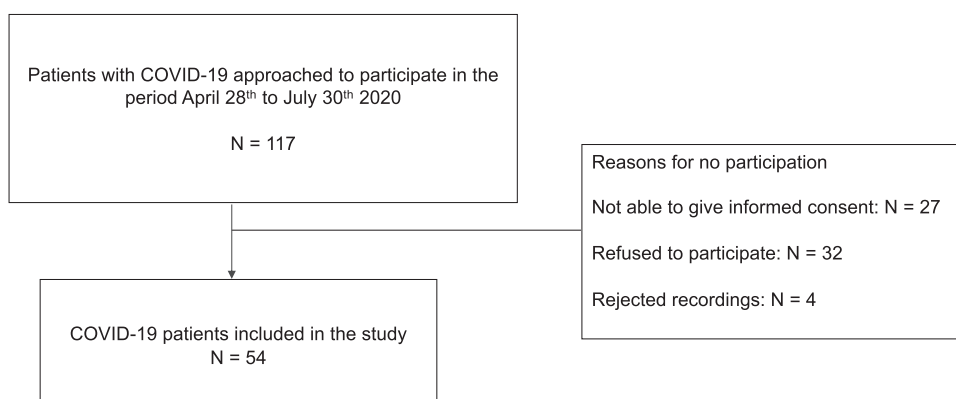 Patients with COVID-19 approached to participate in the
period April 28th to July 30th 2020
N = 117
Reasons for no participation
Not able to give informed consent: N = 27
Refused to participate: N = 32
Rejected recordings: N = 4
COVID-19 patients included in the study
N = 54